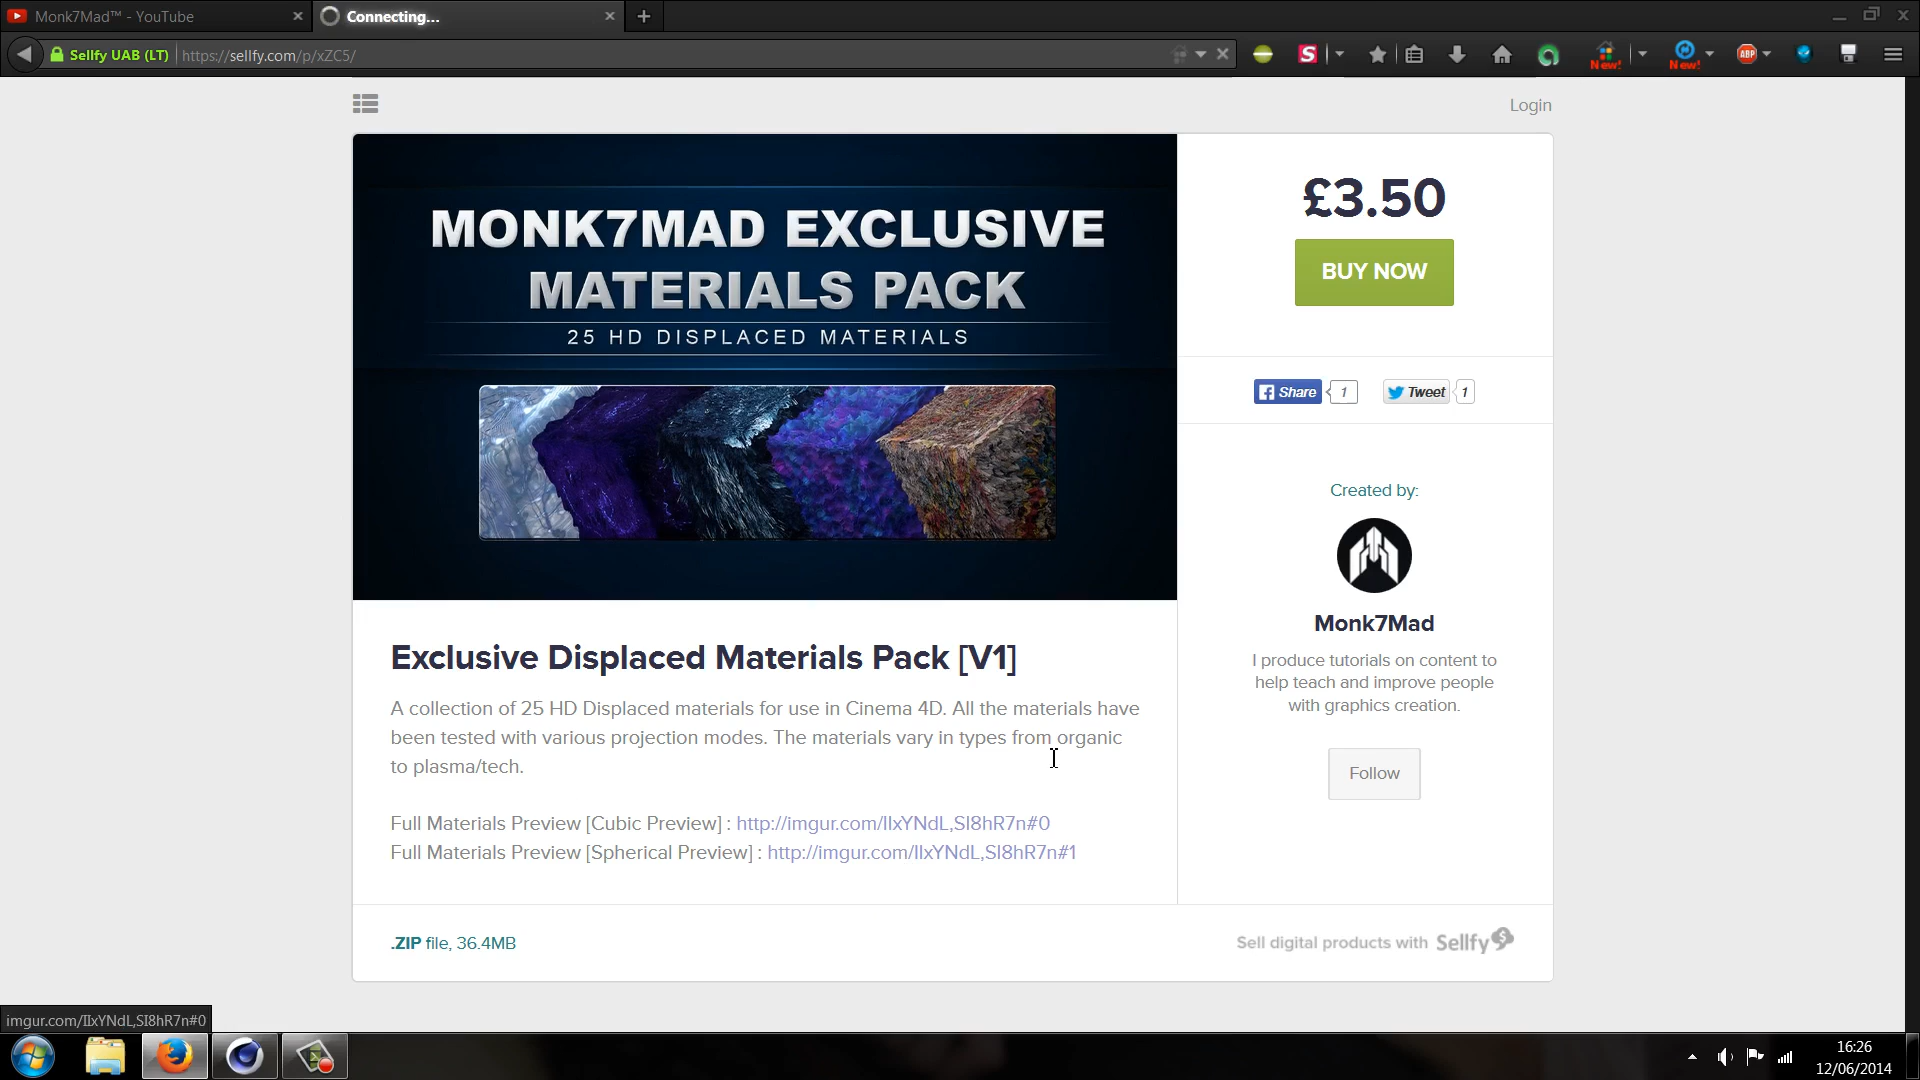 Monk7Mad™ - YouTube
Connecting...
Sellfy UAB (LT)
https://sellfy.com/p/xZC5/
S
New!
New!
ABP
Login
MONK7MAD EXCLUSIVE
MATERIALS PACK
25 HD DISPLACED MATERIALS
£3.50
BUY NOW
Share 1
Tweet 1
Created by:
Monk7Mad
I produce tutorials on content to
help teach and improve people
with graphics creation.
Follow
Exclusive Displaced Materials Pack [V1]
A collection of 25 HD Displaced materials for use in Cinema 4D. All the materials have
been tested with various projection modes. The materials vary in types from organic
to plasma/tech.
Full Materials Preview [Cubic Preview] : http://imgur.com/IIxYNdL,SI8hR7n#0
Full Materials Preview [Spherical Preview] : http://imgur.com/IIxYNdL,SI8hR7n#1
.ZIP file, 36.4MB
Sell digital products with Sellfy
imgur.com/IIxYNdL,SI8hR7n#0
16:26
12/06/2014